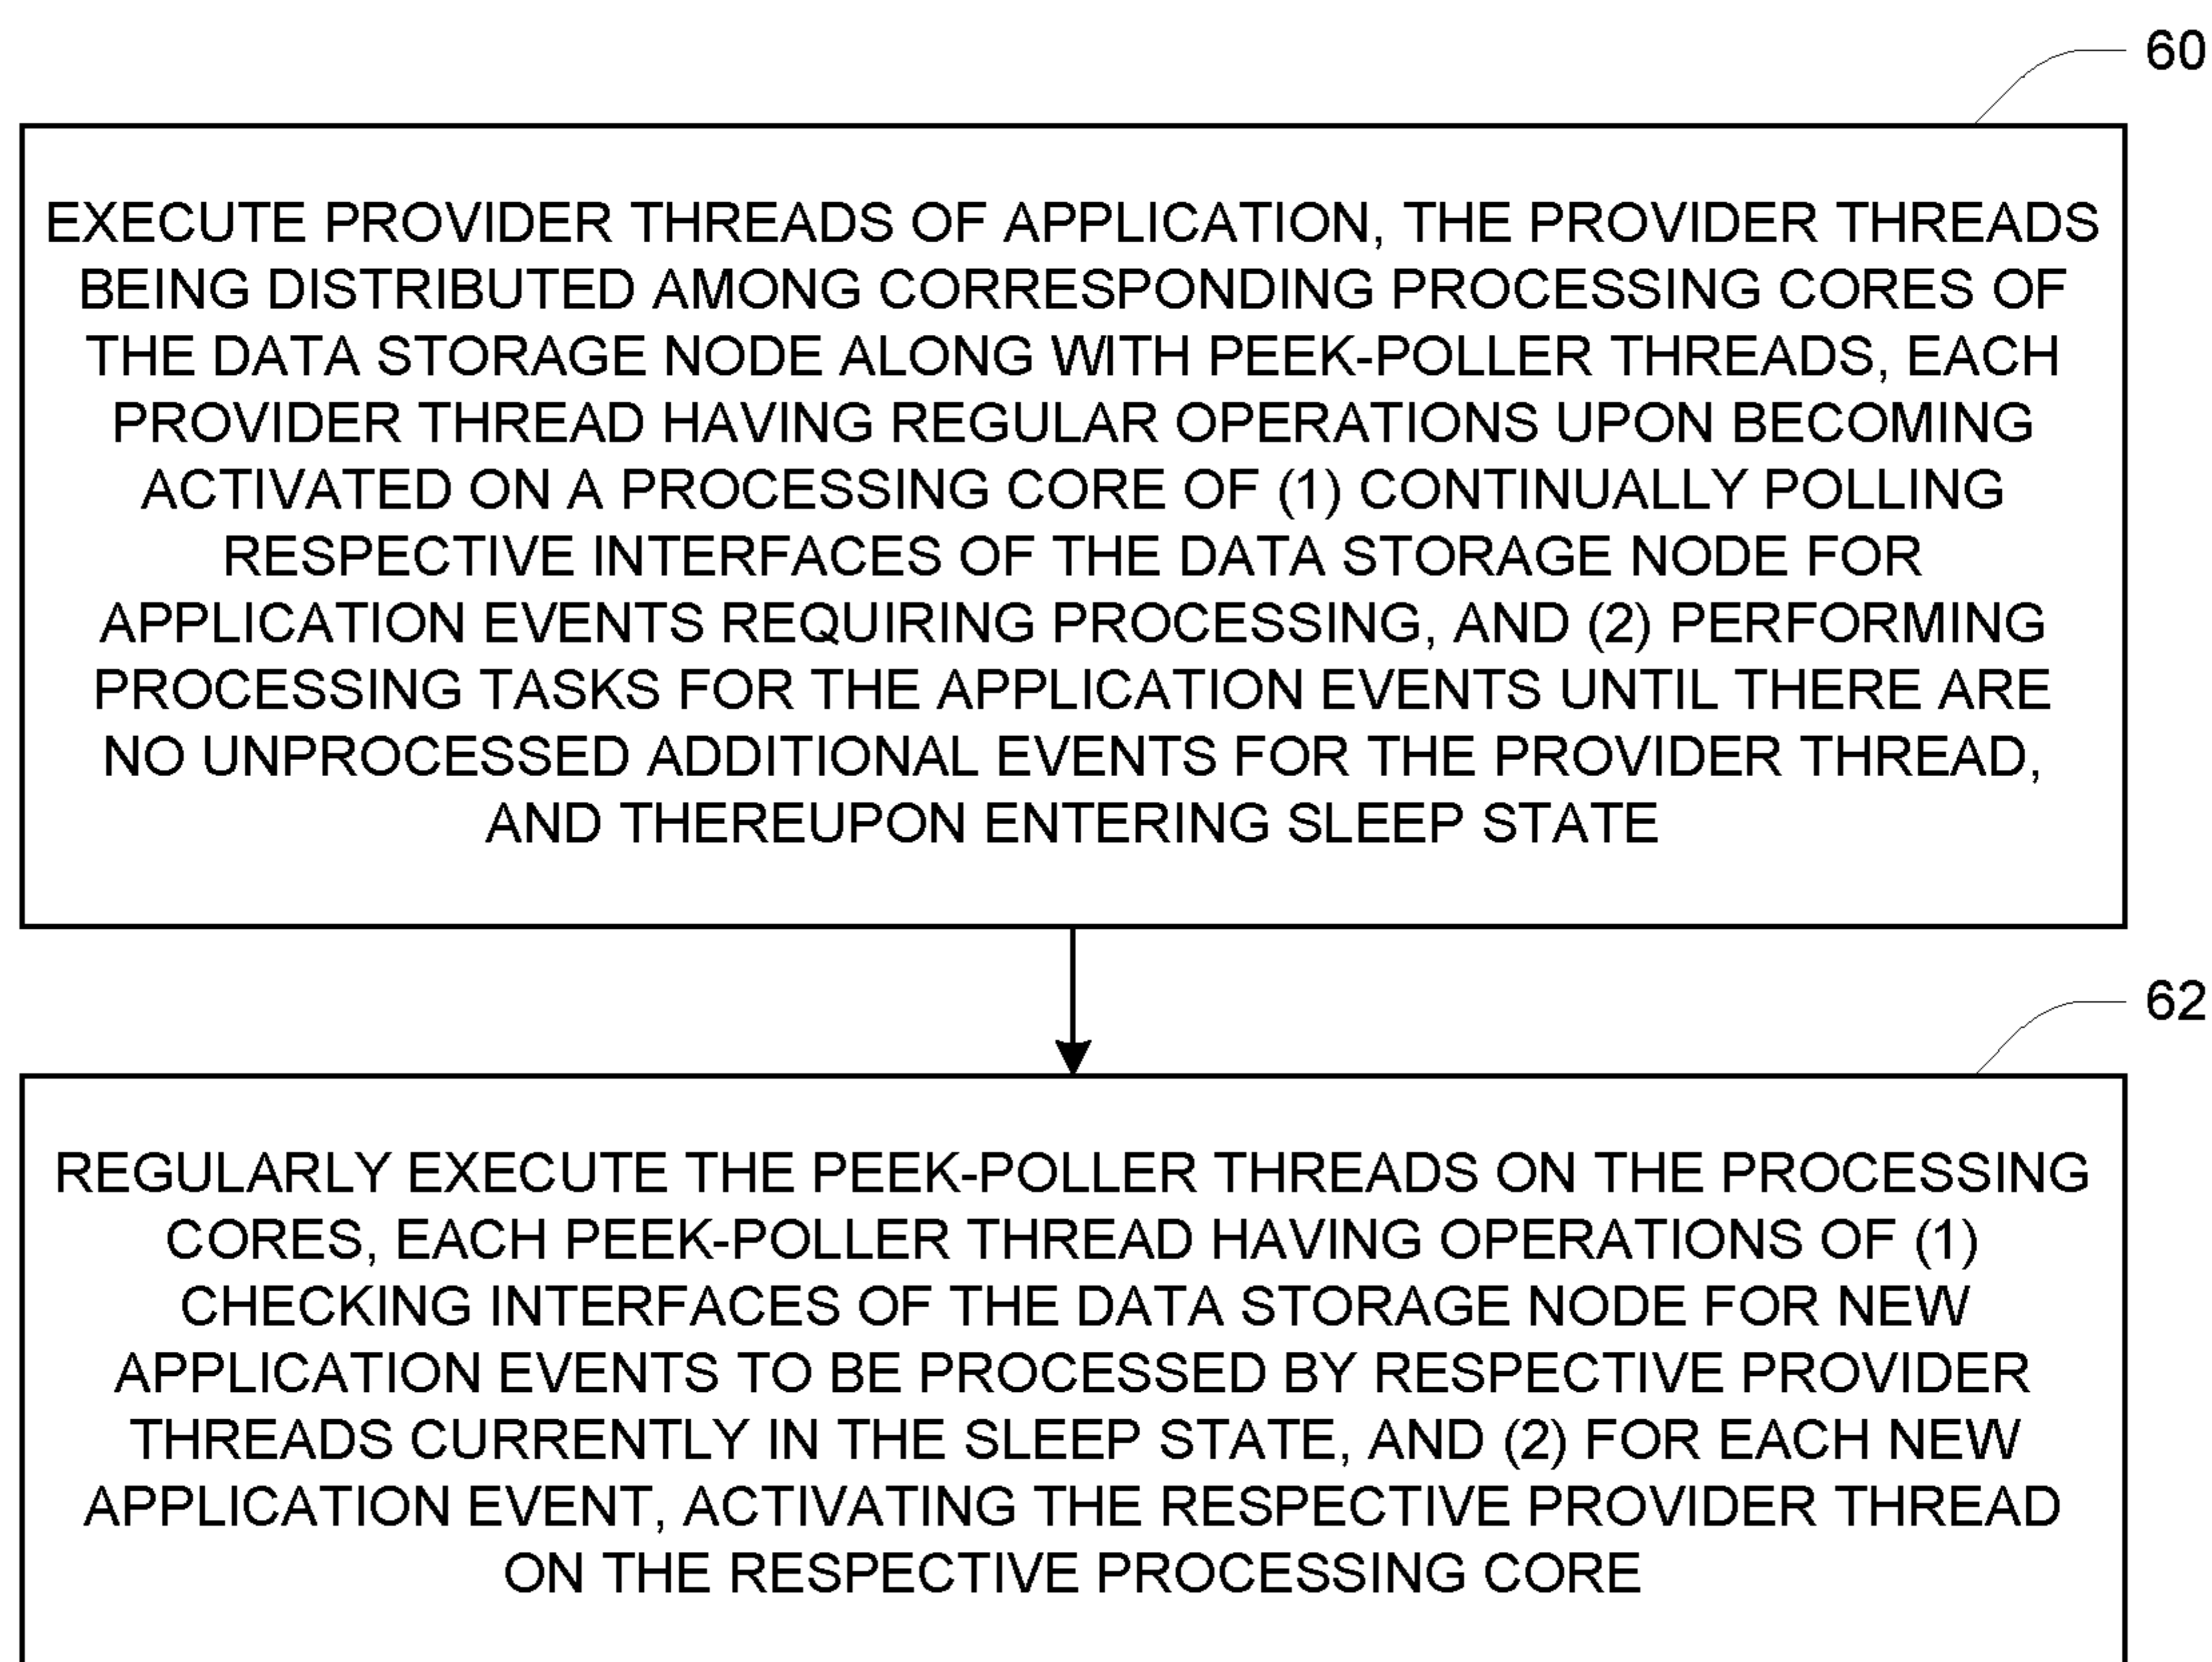 60
EXECUTE PROVIDER THREADS OF APPLICATION, THE PROVIDER THREADS
BEING DISTRIBUTED AMONG CORRESPONDING PROCESSING CORES OF
THE DATA STORAGE NODE ALONG WITH PEEK-POLLER THREADS, EACH
PROVIDER THREAD HAVING REGULAR OPERATIONS UPON BECOMING
ACTIVATED ON A PROCESSING CORE OF (1) CONTINUALLY POLLING
RESPECTIVE INTERFACES OF THE DATA STORAGE NODE FOR
APPLICATION EVENTS REQUIRING PROCESSING, AND (2) PERFORMING
PROCESSING TASKS FOR THE APPLICATION EVENTS UNTIL THERE ARE
NO UNPROCESSED ADDITIONAL EVENTS FOR THE PROVIDER THREAD,
AND THEREUPON ENTERING SLEEP STATE
62
REGULARLY EXECUTE THE PEEK-POLLER THREADS ON THE PROCESSING
CORES, EACH PEEK-POLLER THREAD HAVING OPERATIONS OF (1)
CHECKING INTERFACES OF THE DATA STORAGE NODE FOR NEW
APPLICATION EVENTS TO BE PROCESSED BY RESPECTIVE PROVIDER
THREADS CURRENTLY IN THE SLEEP STATE, AND (2) FOR EACH NEW
APPLICATION EVENT, ACTIVATING THE RESPECTIVE PROVIDER THREAD
ON THE RESPECTIVE PROCESSING CORE